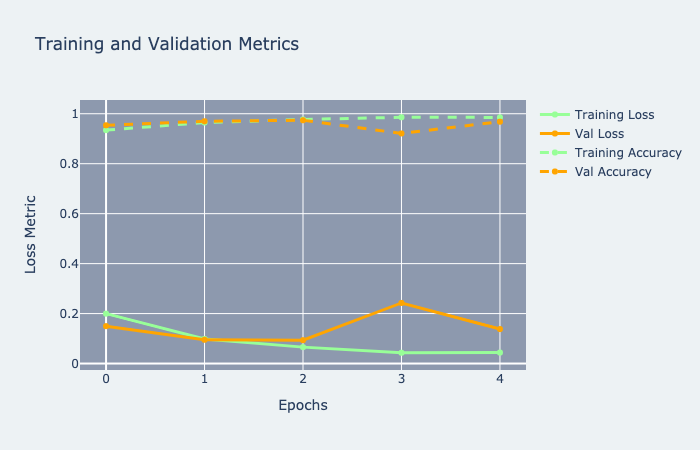 Training and Validation Metrics
Training Loss
Val Loss
Training Accuracy
Val Accuracy
1
0.8
0.6
0.4
0.2
0
Loss Metric
0 1 2 3 4
Epochs